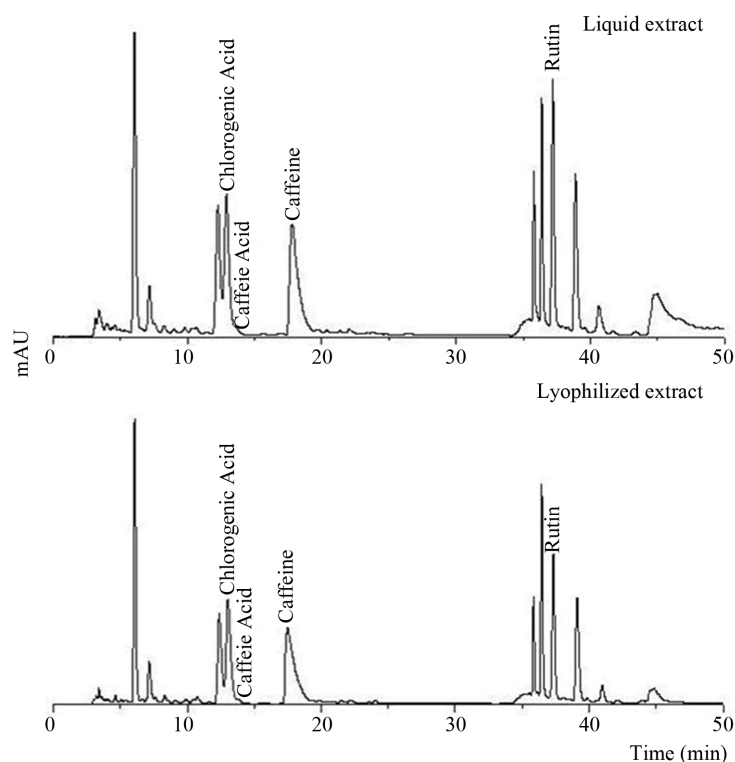 Liquid extract
Chlorogenic Acid
Caffeie Acid
Caffeine
Rutin
mAU
0 10 20 30 40 50
Lyophilized extract
Chlorogenic Acid
Caffeie Acid
Caffeine
Rutin
0 10 20 30 40 50
Time (min)